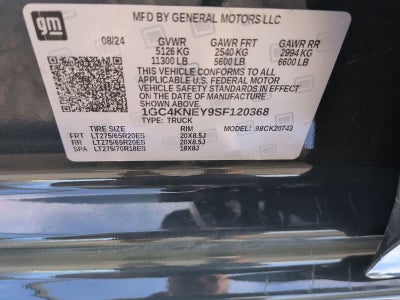 gm
MFD BY GENERAL MOTORS LLC
08/24 GVWR GAWR FRT GAWR RR
5126 KG 2540 KG 2994 KG
11300 LB 5600 LB 6600 LB
THIS VEHICLE CONFORMS TO ALL
APPLICABLE U.S. FEDERAL MOTOR
VEHICLE SAFETY STANDARDS IN EFFECT
ON THE DATE OF MANUFACTURE SHOWN ABOVE.
1GC4KNEY9SF120368
TYPE: TRUCK
TIRE SIZE RIM MODEL: 98CK20743
FRT LT275/65R20ES 20X8.5J
RR LT275/65R20ES 20X8.5J
SPA LT275/70R18ES 18X8J